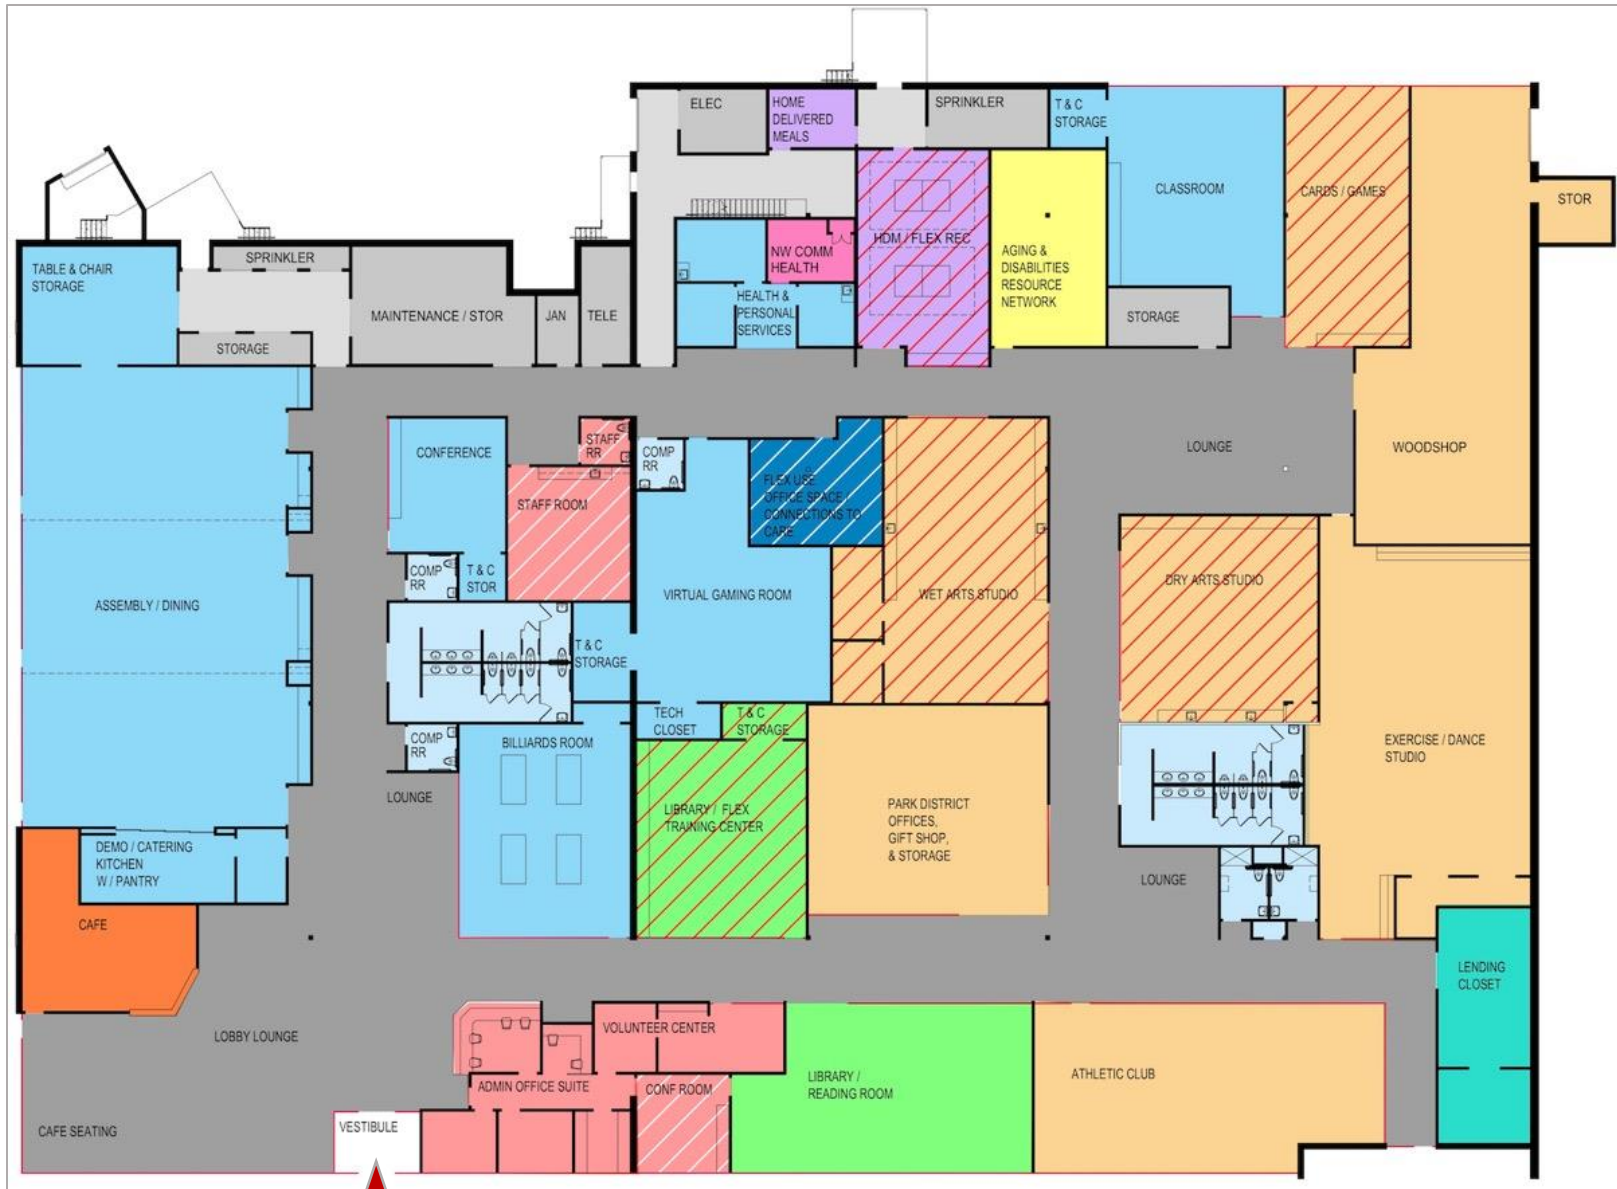 ELEC
HOME
DELIVERED
MEALS
SPRINKLER
T & C
STORAGE
CLASSROOM
CARDS / GAMES
STOR
TABLE & CHAIR
STORAGE
SPRINKLER
MAINTENANCE / STOR
JAN
TELE
STORAGE
NW COMM
HEALTH
HEALTH &
PERSONAL
SERVICES
HDM / FLEX REC
AGING &
DISABILITIES
RESOURCE
NETWORK
STORAGE
CONFERENCE
STAFF
RR
STAFF ROOM
COMP
RR
FLEX USE
OFFICE SPACE /
CONNECTIONS TO
CARE
LOUNGE
WOODSHOP
COMP
RR
T & C
STOR
ASSEMBLY / DINING
VIRTUAL GAMING ROOM
WET ARTS STUDIO
DRY ARTS STUDIO
T & C
STORAGE
TECH
CLOSET
T & C
STORAGE
COMP
RR
BILLIARDS ROOM
EXERCISE / DANCE
STUDIO
LOUNGE
LIBRARY / FLEX
TRAINING CENTER
PARK DISTRICT
OFFICES,
GIFT SHOP,
& STORAGE
DEMO / CATERING
KITCHEN
W / PANTRY
LOUNGE
CAFE
LENDING
CLOSET
LOBBY LOUNGE
VOLUNTEER CENTER
ADMIN OFFICE SUITE
CONF ROOM
LIBRARY /
READING ROOM
ATHLETIC CLUB
CAFE SEATING
VESTIBULE